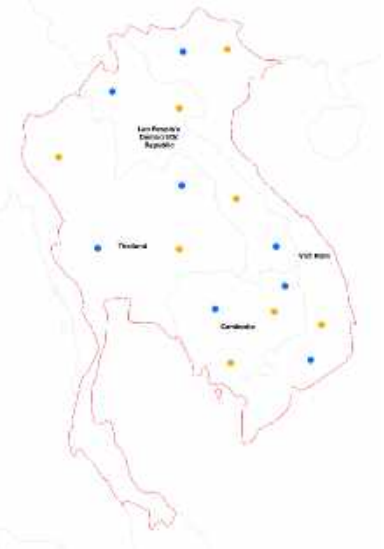 Lao People's
Democratic
Republic
Thailand
Viet Nam
Cambodia